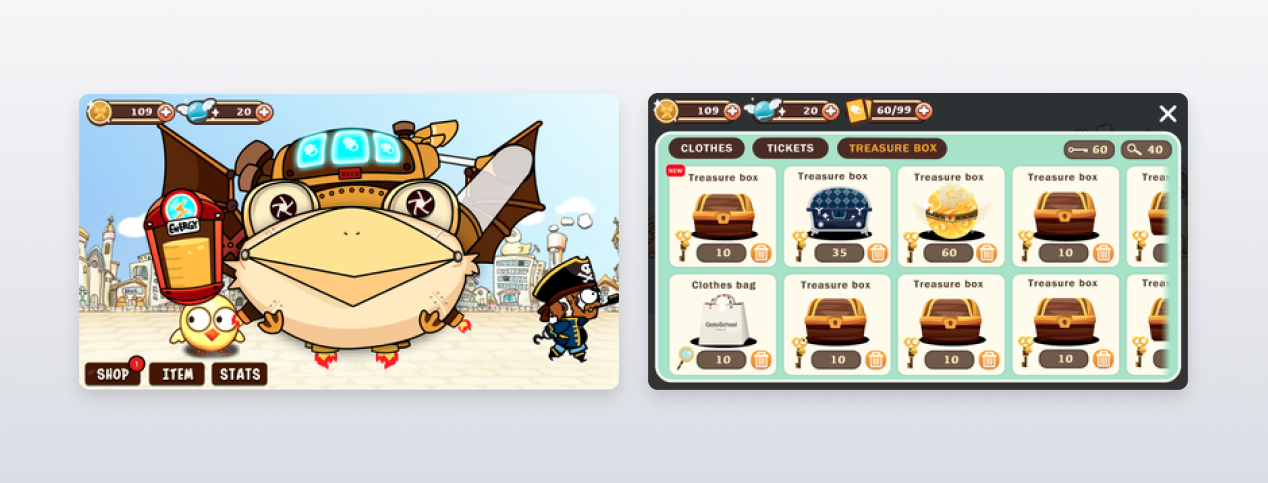 109
20
ENERGY
SHOP
1
ITEM
STATS
109
20
60/99
CLOTHES
TICKETS
TREASURE BOX
60
40
NEW
Treasure box
Treasure box
Treasure box
Treasure box
10
35
60
10
Clothes bag
Treasure box
Treasure box
Treasure box
GotoSchool
10
10
10
10